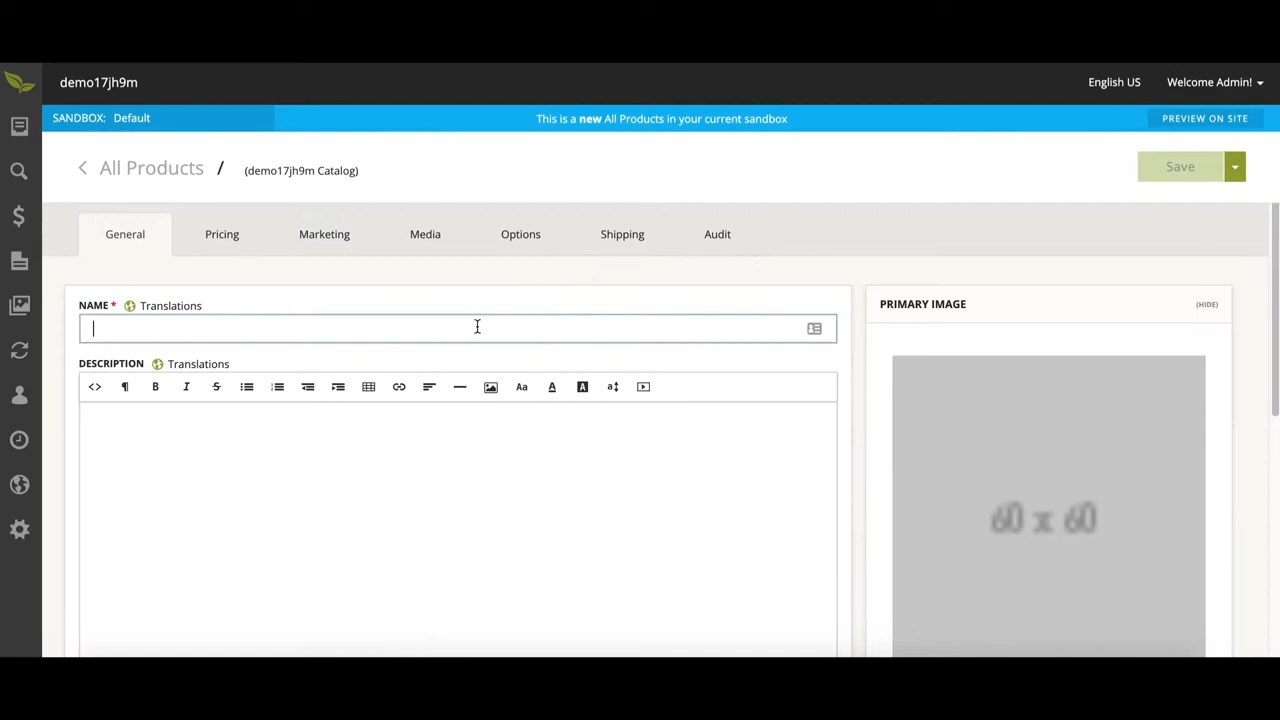 demo17jh9m
English US
Welcome Admin!
SANDBOX: Default
This is a new All Products in your current sandbox
PREVIEW ON SITE
All Products / (demo17jh9m Catalog)
Save
General Pricing Marketing Media Options Shipping Audit
NAME * Translations
DESCRIPTION Translations
PRIMARY IMAGE
(HIDE)
60 x 60